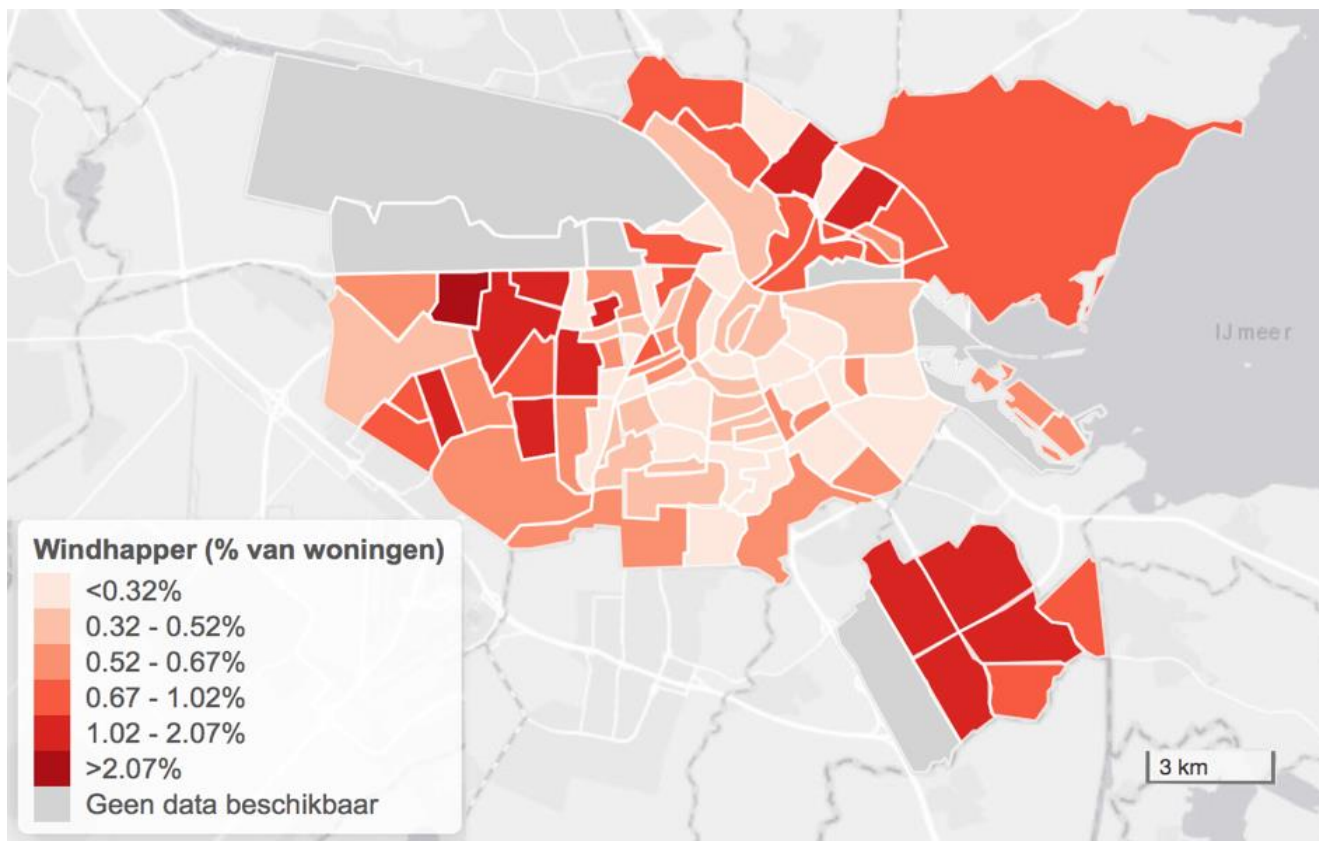 IJmeer
Windhapper (% van woningen)
<0.32%
0.32 - 0.52%
0.52 - 0.67%
0.67 - 1.02%
1.02 - 2.07%
>2.07%
Geen data beschikbaar
3 km